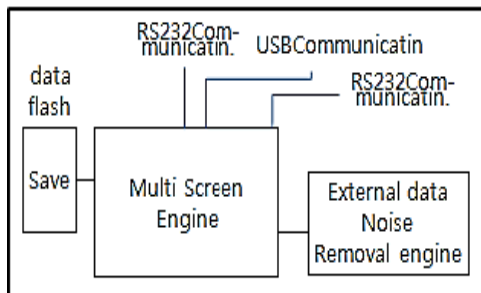 RS232Com-
municatin.
USBCommunicatin
RS232Com-
municatin.
data
flash
Save
Multi Screen
Engine
External data
Noise
Removal engine